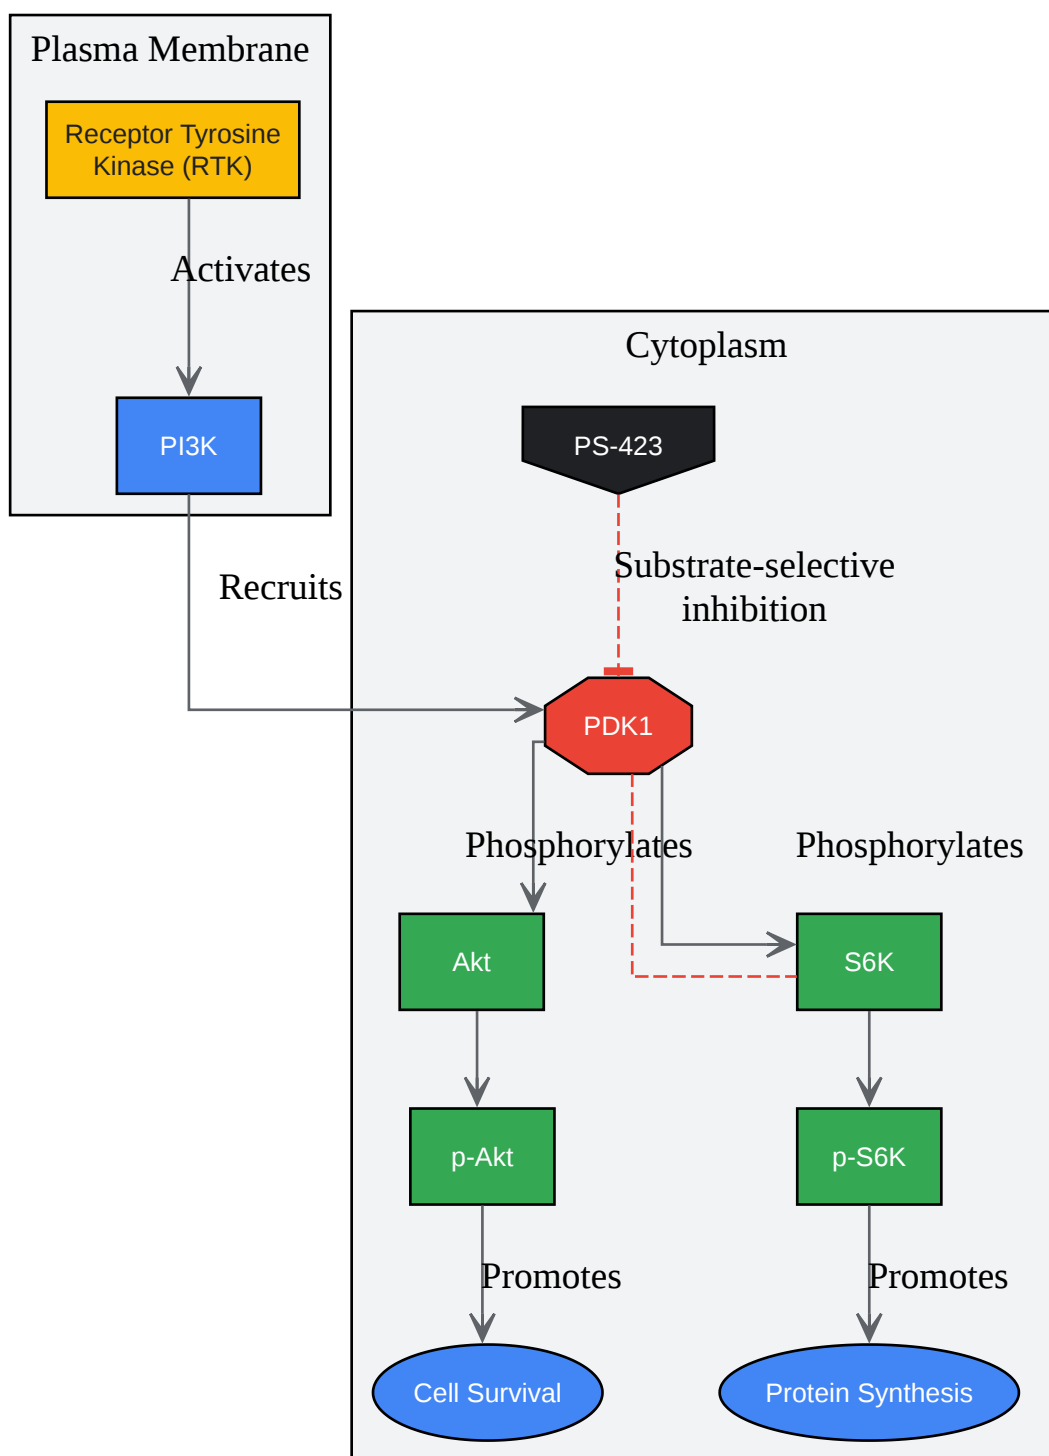 Plasma Membrane
Receptor Tyrosine
Kinase (RTK)
Activates
Cytoplasm
PI3K
PS-423
Recruits
Substrate-selective
inhibition
PDK1
Phosphorylates
Phosphorylates
Akt
S6K
p-Akt
p-S6K
Promotes
Promotes
Cell Survival
Protein Synthesis